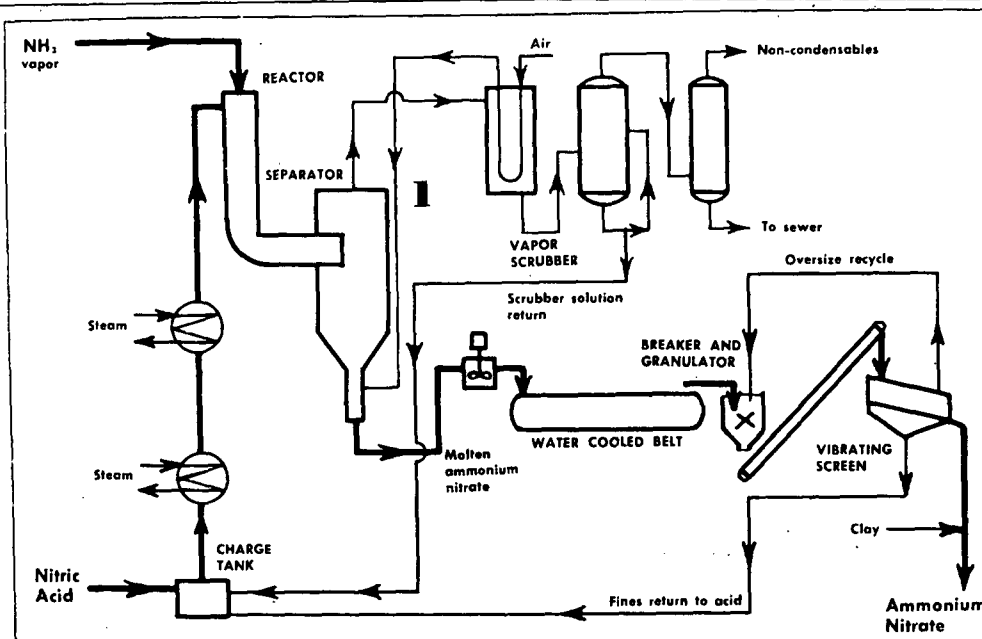 NH₃
vapor
REACTOR
Air
Non-condensables
SEPARATOR
1
VAPOR
SCRUBBER
To sewer
Scrubber solution
return
Oversize recycle
Steam
BREAKER AND
GRANULATOR
WATER COOLED BELT
Molten
ammonium
nitrate
VIBRATING
SCREEN
Steam
Clay
CHARGE
TANK
Nitric
Acid
Fines return to acid
Ammonium
Nitrate